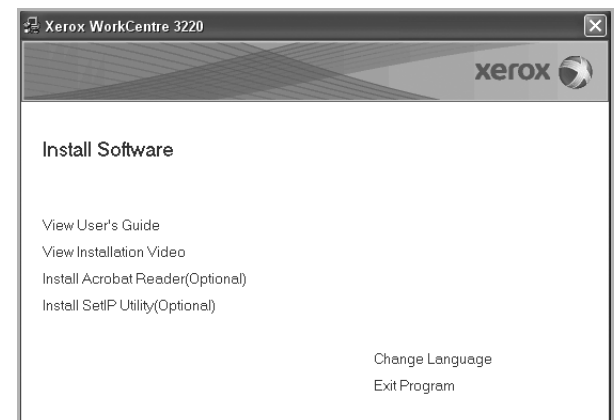 Xerox WorkCentre 3220
xerox
Install Software
View User's Guide
View Installation Video
Install Acrobat Reader(Optional)
Install SetIP Utility(Optional)
Change Language
Exit Program